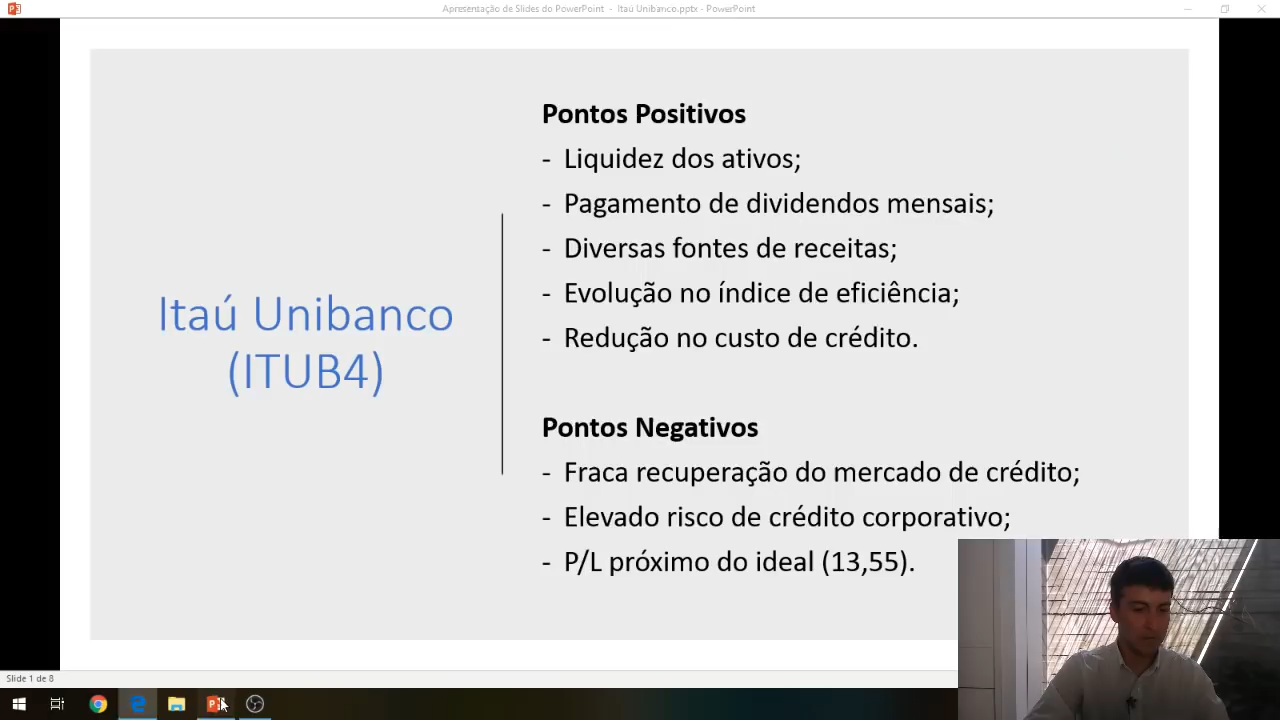 Apresentação de Slides do PowerPoint - Itaú Unibanco.pptx - PowerPoint
Pontos Positivos
- Liquidez dos ativos;
- Pagamento de dividendos mensais;
- Diversas fontes de receitas;
- Evolução no índice de eficiência;
- Redução no custo de crédito.
Itaú Unibanco
(ITUB4)
Pontos Negativos
- Fraca recuperação do mercado de crédito;
- Elevado risco de crédito corporativo;
- P/L próximo do ideal (13,55).
Slide 1 de 8